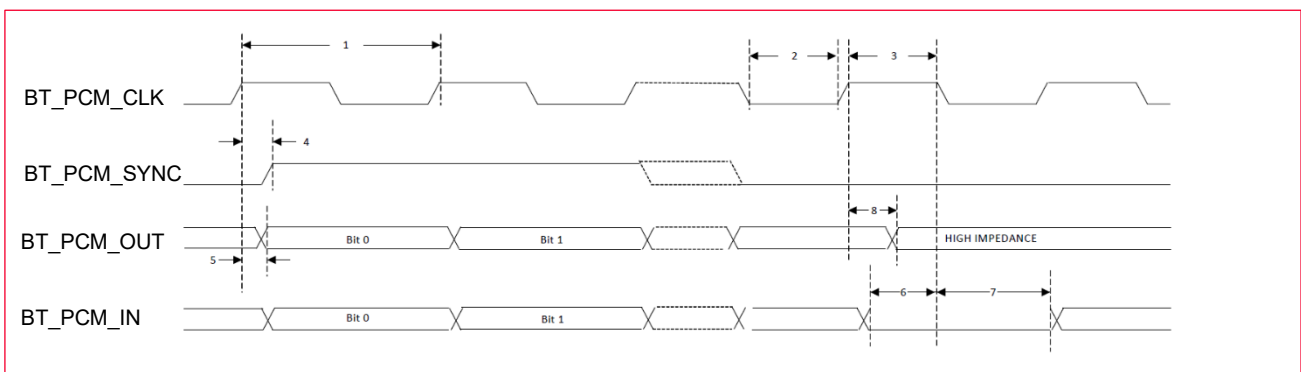 1
2
3
BT_PCM_CLK
4
BT_PCM_SYNC
8
BT_PCM_OUT
Bit 0
Bit 1
HIGH IMPEDANCE
5
6
7
BT_PCM_IN
Bit 0
Bit 1